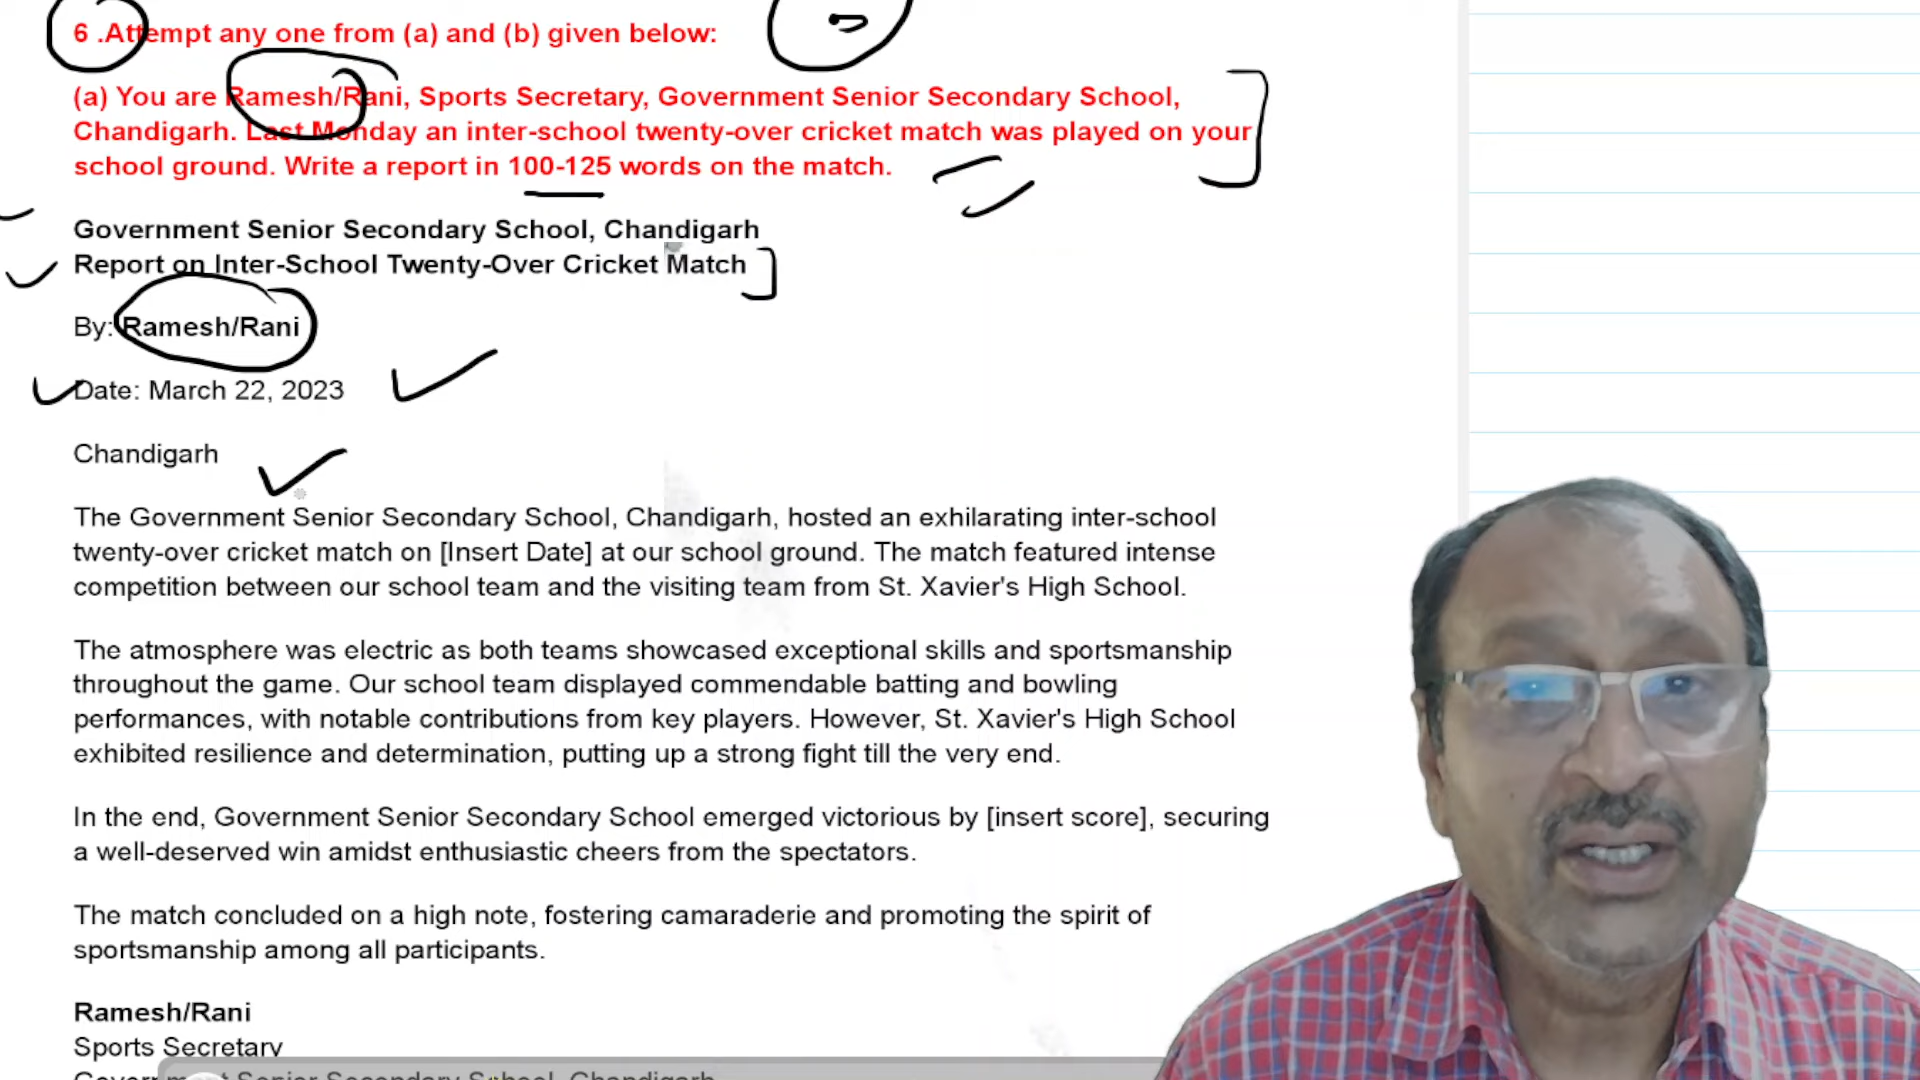 6 .Attempt any one from (a) and (b) given below:
(a) You are Ramesh/Rani, Sports Secretary, Government Senior Secondary School,
Chandigarh. Last Monday an inter-school twenty-over cricket match was played on your
school ground. Write a report in 100-125 words on the match.
Government Senior Secondary School, Chandigarh
Report on Inter-School Twenty-Over Cricket Match
By: Ramesh/Rani
Date: March 22, 2023
Chandigarh
The Government Senior Secondary School, Chandigarh, hosted an exhilarating inter-school
twenty-over cricket match on [Insert Date] at our school ground. The match featured intense
competition between our school team and the visiting team from St. Xavier's High School.
The atmosphere was electric as both teams showcased exceptional skills and sportsmanship
throughout the game. Our school team displayed commendable batting and bowling
performances, with notable contributions from key players. However, St. Xavier's High School
exhibited resilience and determination, putting up a strong fight till the very end.
In the end, Government Senior Secondary School emerged victorious by [insert score], securing
a well-deserved win amidst enthusiastic cheers from the spectators.
The match concluded on a high note, fostering camaraderie and promoting the spirit of
sportsmanship among all participants.
Ramesh/Rani
Sports Secretary
Government Senior Secondary School, Chandigarh